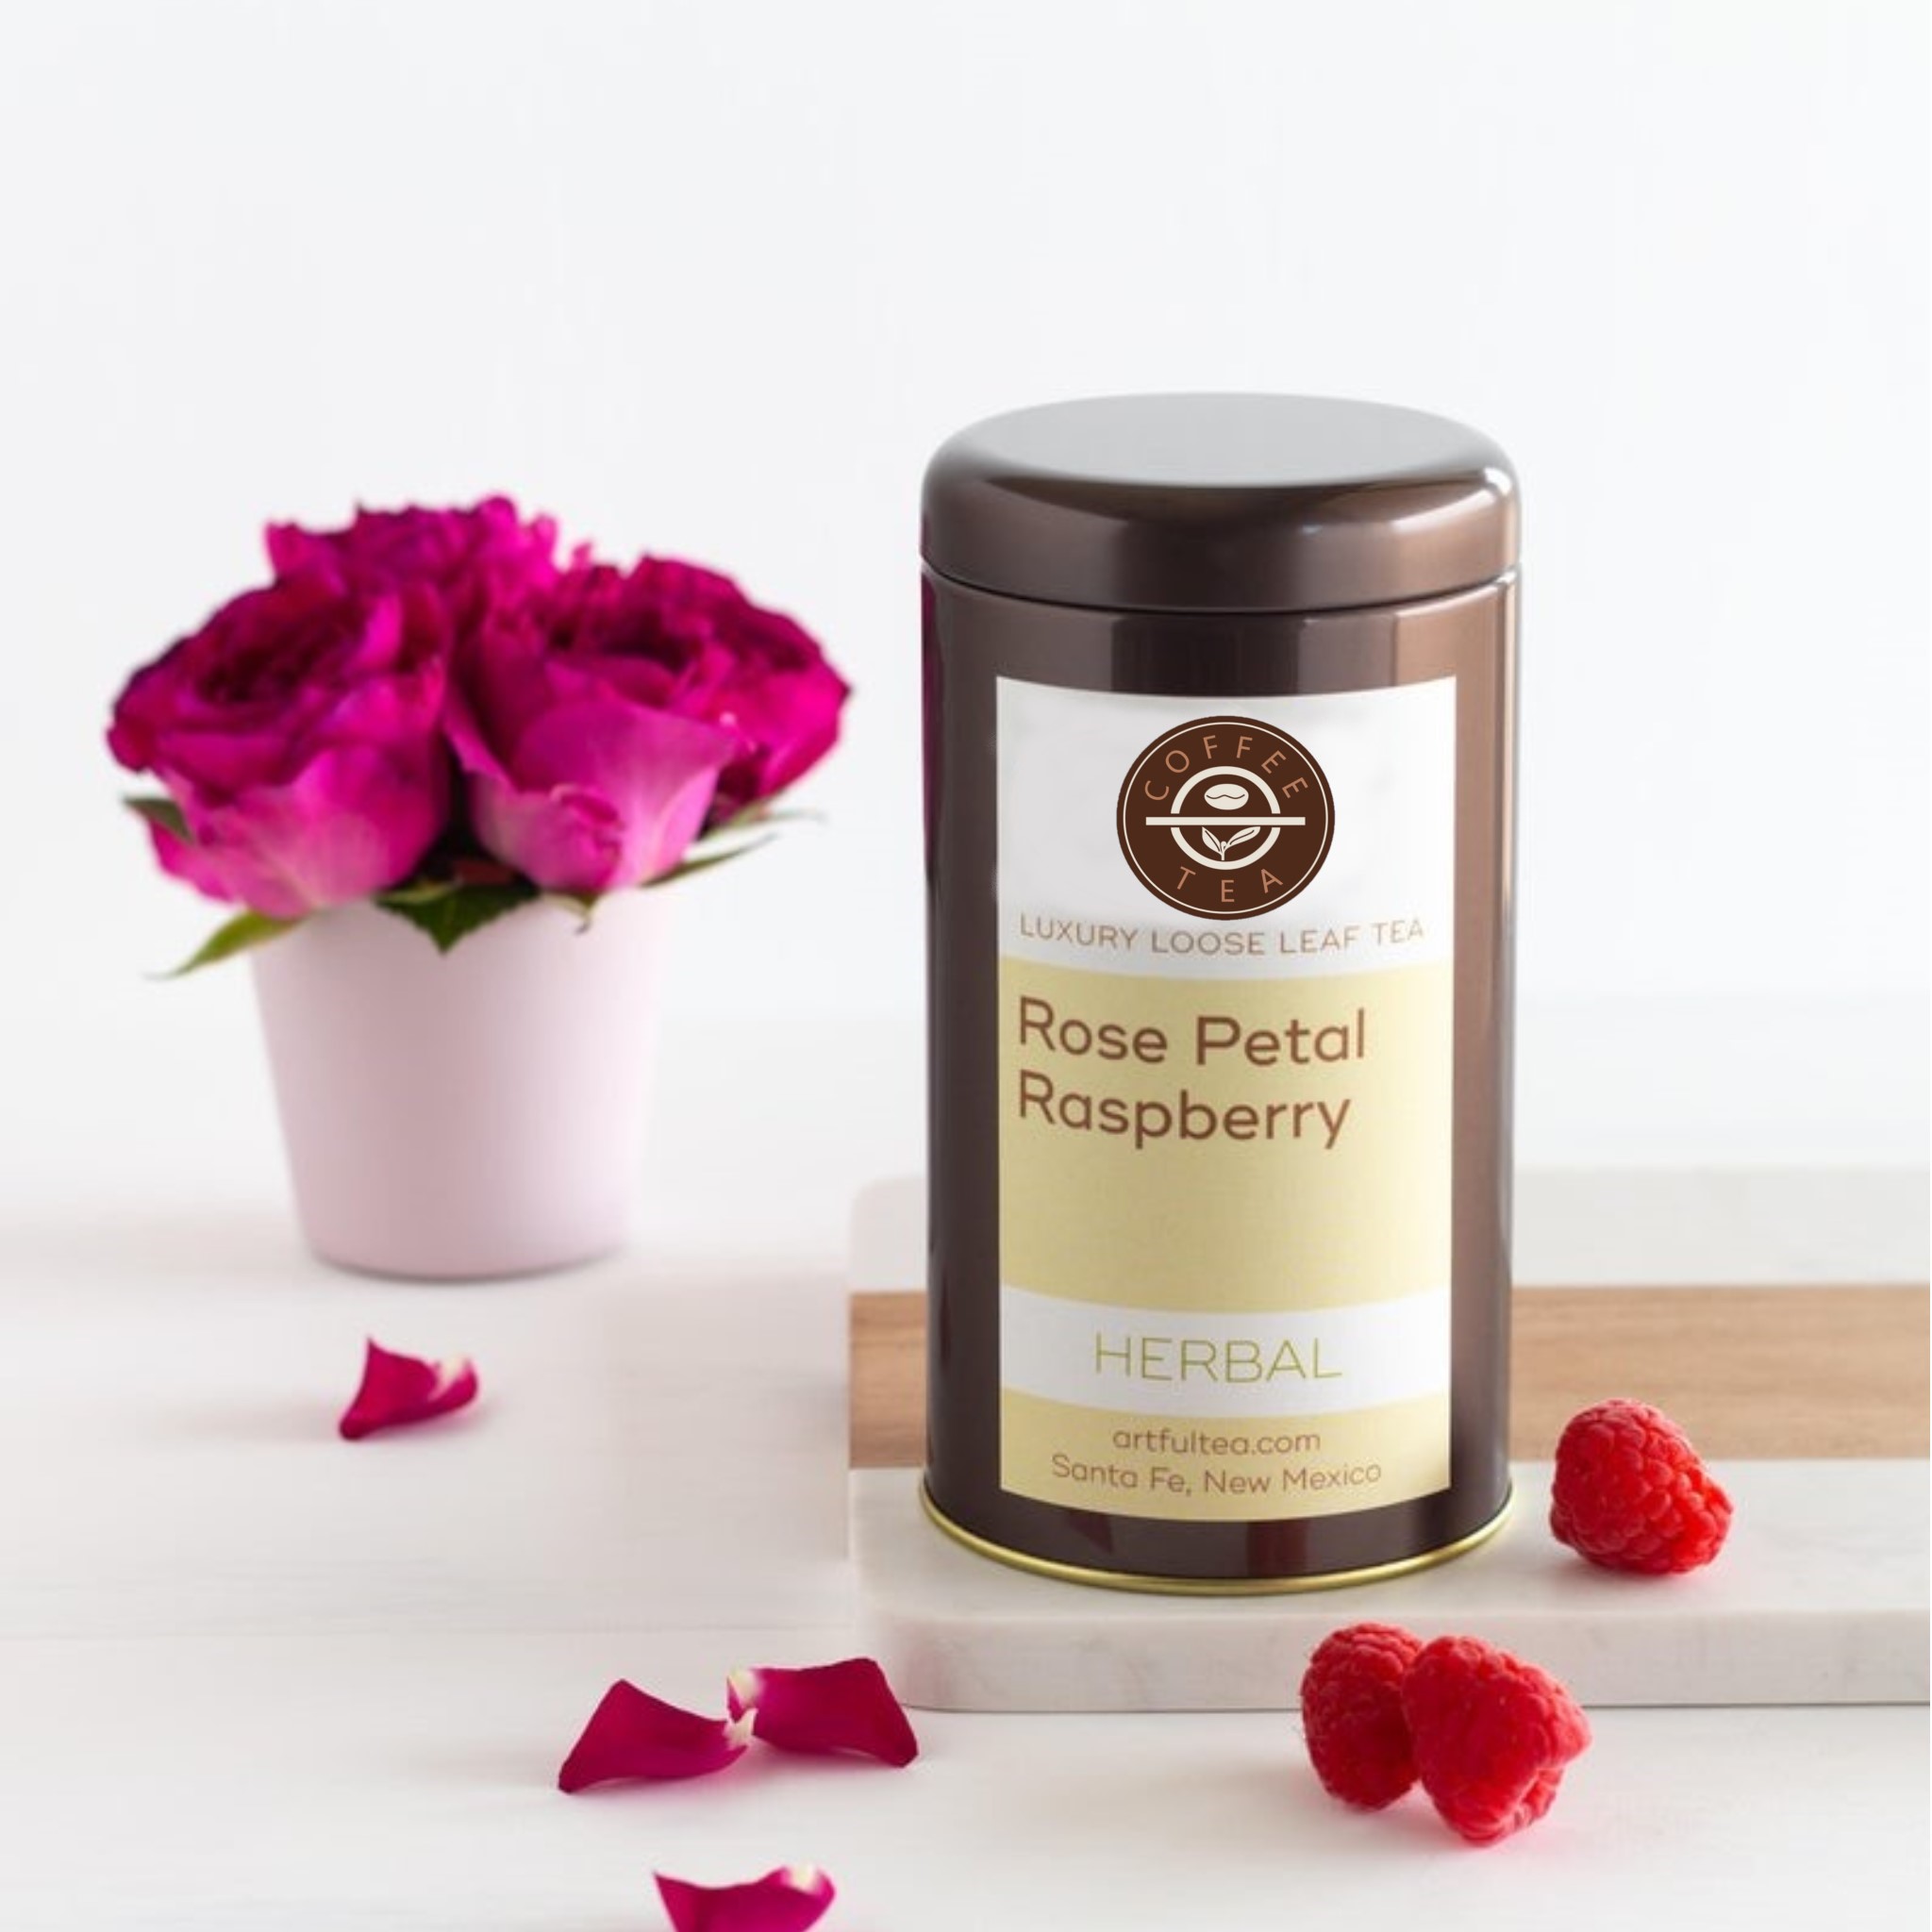 COFFEE
TEA
LUXURY LOOSE LEAF TEA
Rose Petal
Raspberry
HERBAL
artfultea.com
Santa Fe, New Mexico